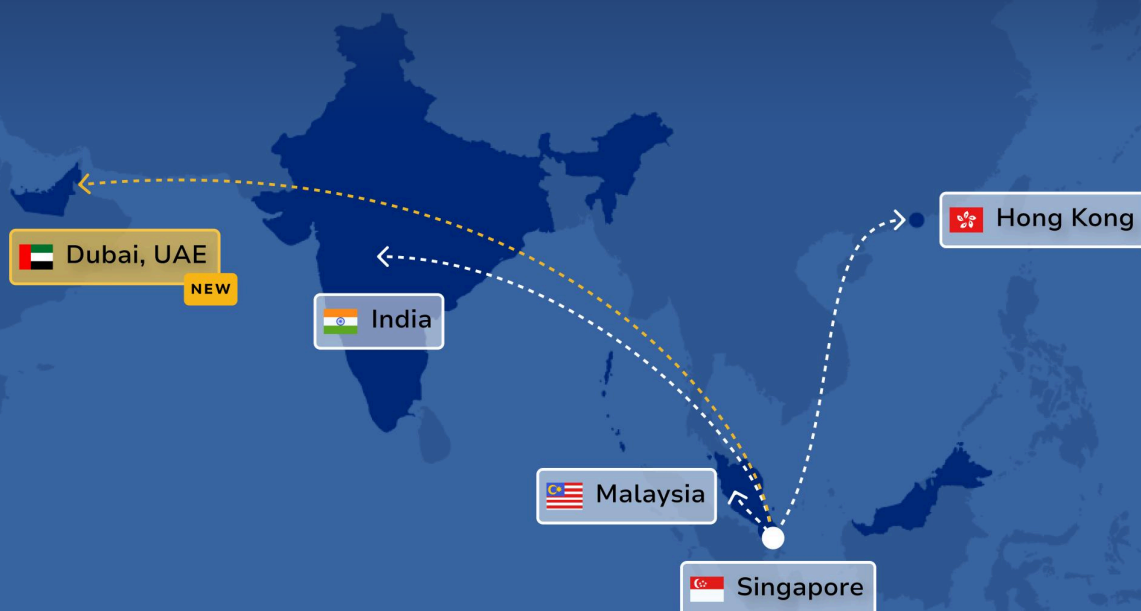 Hong Kong
Dubai, UAE
NEW
India
Malaysia
Singapore